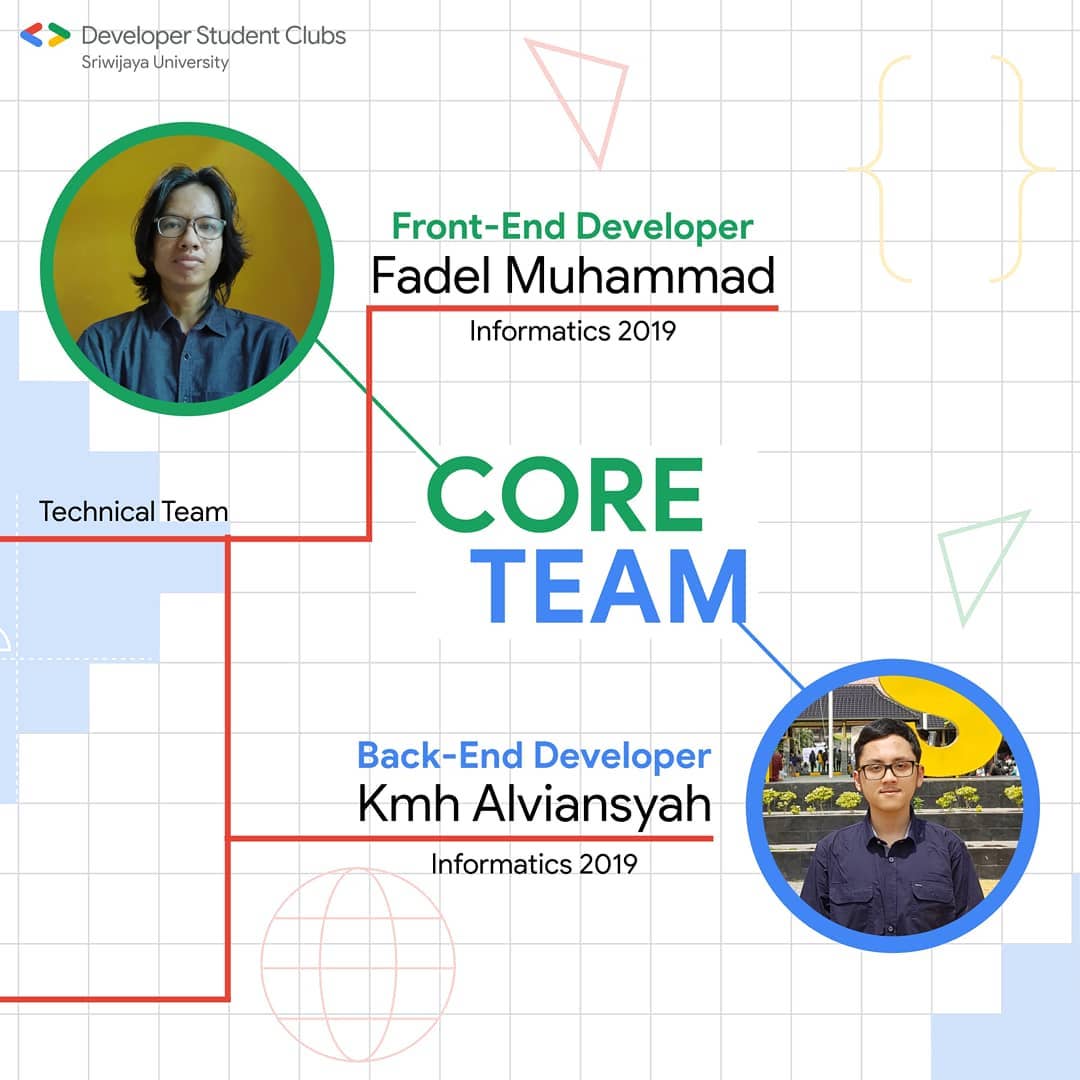 Developer Student Clubs
Sriwijaya University
Front-End Developer
Fadel Muhammad
Informatics 2019
Technical Team
CORE
TEAM
Back-End Developer
Kmh Alviansyah
Informatics 2019